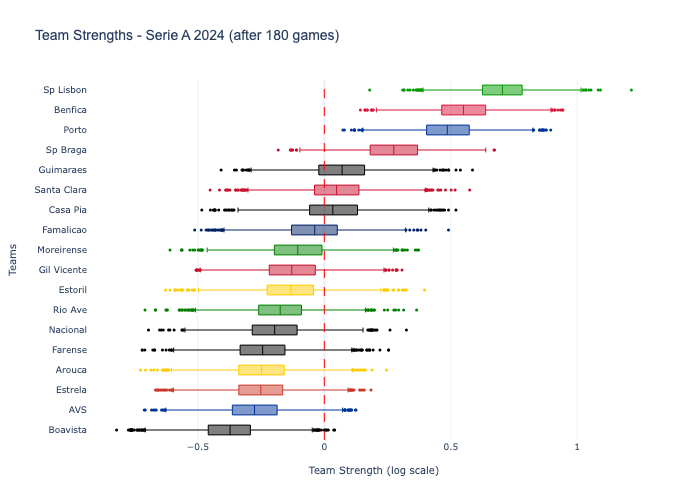 Team Strengths - Serie A 2024 (after 180 games)
Sp Lisbon
Benfica
Porto
Sp Braga
Guimaraes
Santa Clara
Casa Pia
Famalicao
Moreirense
Gil Vicente
Estoril
Rio Ave
Nacional
Farense
Arouca
Estrela
AVS
Boavista
Teams
−0.5 0 0.5 1
Team Strength (log scale)